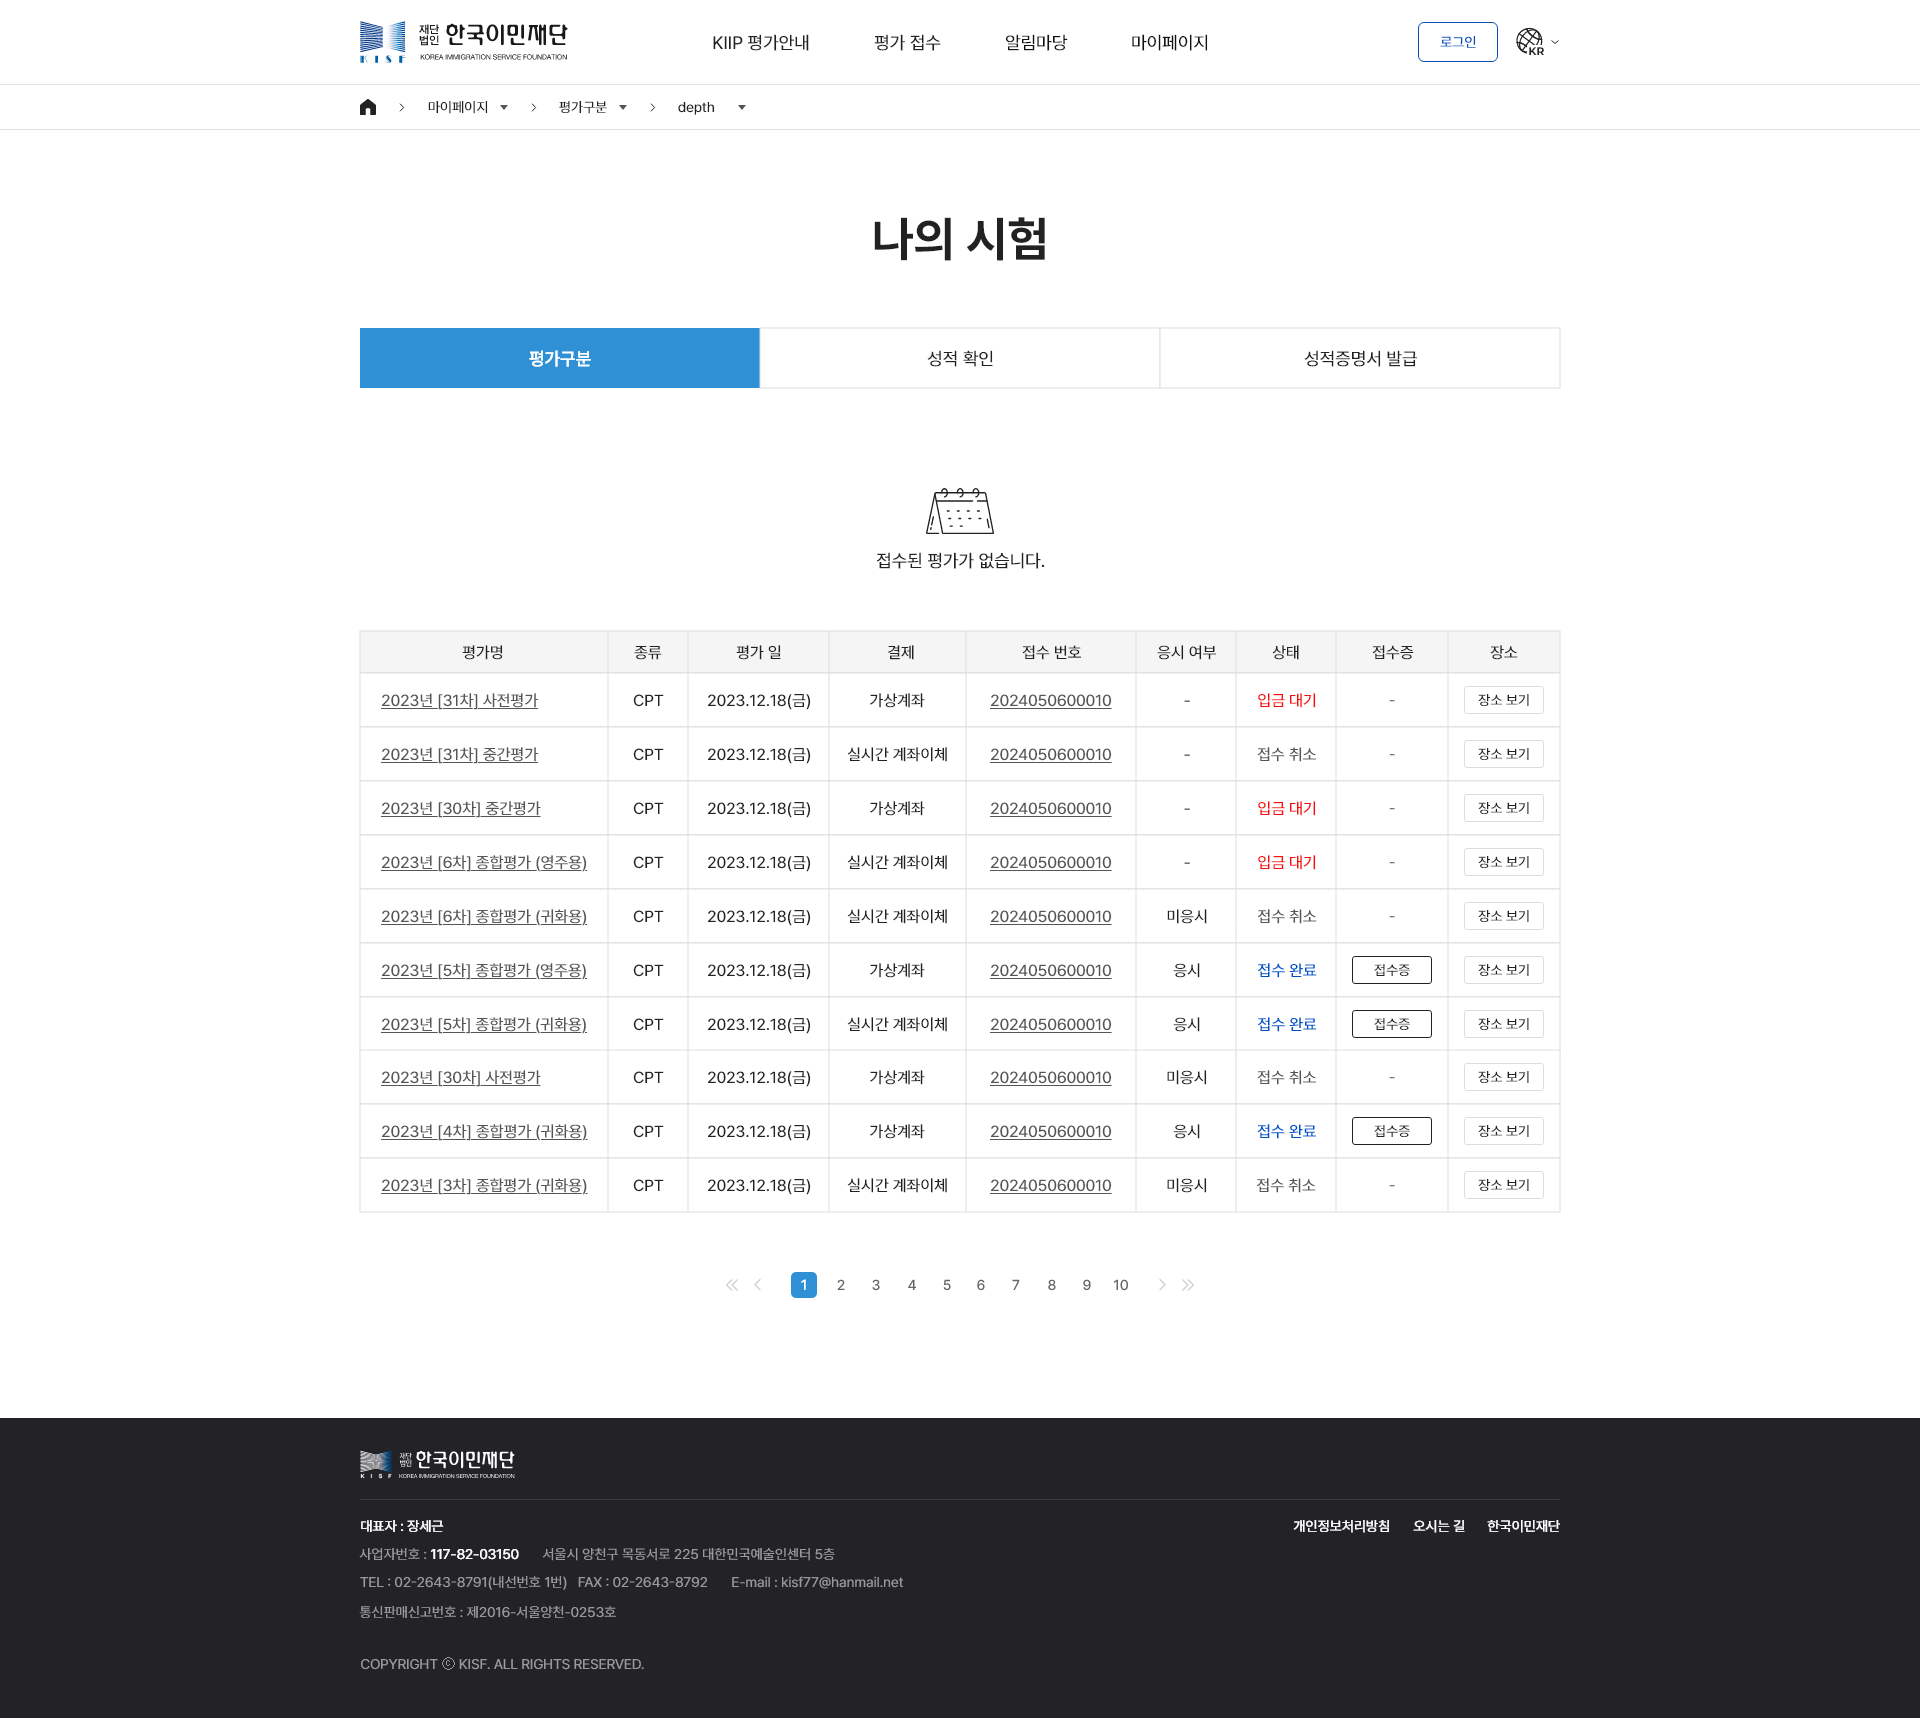 재단법인 한국이민재단
KOREA IMMIGRATION SERVICE FOUNDATION
KISF
KIIP 평가안내 평가 접수 알림마당 마이페이지
로그인 KR
마이페이지 평가구분 depth
나의 시험
평가구분 성적 확인 성적증명서 발급
접수된 평가가 없습니다.
평가명 종류 평가 일 결제 접수 번호 응시 여부 상태 접수증 장소
2023년 [31차] 사전평가 CPT 2023.12.18(금) 가상계좌 2024050600010 - 입금 대기 - 장소 보기
2023년 [31차] 중간평가 CPT 2023.12.18(금) 실시간 계좌이체 2024050600010 - 접수 취소 - 장소 보기
2023년 [30차] 중간평가 CPT 2023.12.18(금) 가상계좌 2024050600010 - 입금 대기 - 장소 보기
2023년 [6차] 종합평가 (영주용) CPT 2023.12.18(금) 실시간 계좌이체 2024050600010 - 입금 대기 - 장소 보기
2023년 [6차] 종합평가 (귀화용) CPT 2023.12.18(금) 실시간 계좌이체 2024050600010 미응시 접수 취소 - 장소 보기
2023년 [5차] 종합평가 (영주용) CPT 2023.12.18(금) 가상계좌 2024050600010 응시 접수 완료 접수증 장소 보기
2023년 [5차] 종합평가 (귀화용) CPT 2023.12.18(금) 실시간 계좌이체 2024050600010 응시 접수 완료 접수증 장소 보기
2023년 [30차] 사전평가 CPT 2023.12.18(금) 가상계좌 2024050600010 미응시 접수 취소 - 장소 보기
2023년 [4차] 종합평가 (귀화용) CPT 2023.12.18(금) 가상계좌 2024050600010 응시 접수 완료 접수증 장소 보기
2023년 [3차] 종합평가 (귀화용) CPT 2023.12.18(금) 실시간 계좌이체 2024050600010 미응시 접수 취소 - 장소 보기
1 2 3 4 5 6 7 8 9 10
재단법인 한국이민재단
KISF KOREA IMMIGRATION SERVICE FOUNDATION
대표자 : 장세근 개인정보처리방침 오시는 길 한국이민재단
사업자번호 : 117-82-03150 서울시 양천구 목동서로 225 대한민국예술인센터 5층
TEL : 02-2643-8791(내선번호 1번) FAX : 02-2643-8792 E-mail : kisf77@hanmail.net
통신판매신고번호 : 제2016-서울양천-0253호
COPYRIGHT ⓒ KISF. ALL RIGHTS RESERVED.